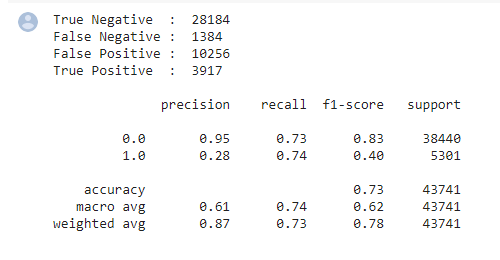 True Negative  :  28184
False Negative :  1384
False Positive :  10256
True Positive  :  3917
precision    recall  f1-score   support
0.0       0.95      0.73      0.83     38440
1.0       0.28      0.74      0.40      5301
accuracy                           0.73     43741
macro avg       0.61      0.74      0.62     43741
weighted avg       0.87      0.73      0.78     43741